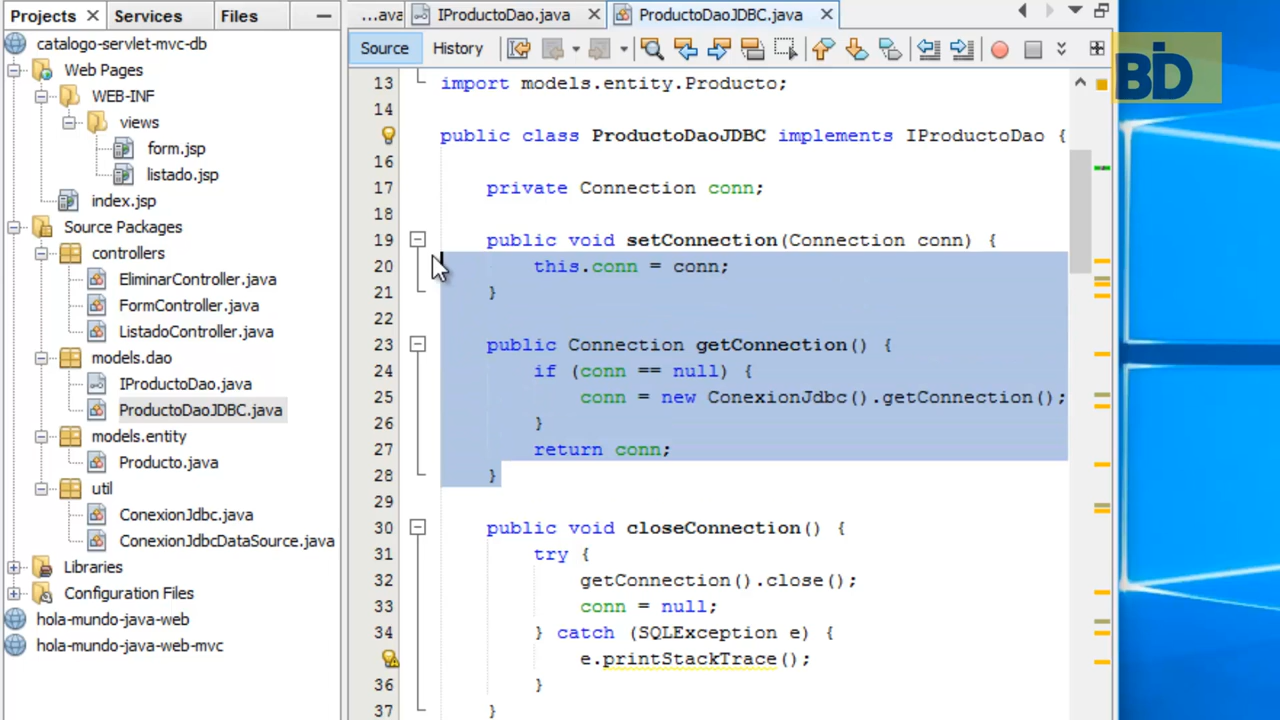 Projects
Services
Files
catalogo-servlet-mvc-db
Web Pages
WEB-INF
views
form.jsp
listado.jsp
index.jsp
Source Packages
controllers
EliminarController.java
FormController.java
ListadoController.java
models.dao
IProductoDao.java
ProductoDaoJDBC.java
models.entity
Producto.java
util
ConexionJdbc.java
ConexionJdbcDataSource.java
Libraries
Configuration Files
hola-mundo-java-web
hola-mundo-java-web-mvc
...ava
IProductoDao.java
ProductoDaoJDBC.java
Source
History
13 import models.entity.Producto;
14
public class ProductoDaoJDBC implements IProductoDao {
16
17 private Connection conn;
18
19 public void setConnection(Connection conn) {
20 this.conn = conn;
21 }
22
23 public Connection getConnection() {
24 if (conn == null) {
25 conn = new ConexionJdbc().getConnection();
26 }
27 return conn;
28 }
29
30 public void closeConnection() {
31 try {
32 getConnection().close();
33 conn = null;
34 } catch (SQLException e) {
e.printStackTrace();
36 }
37 }
BID